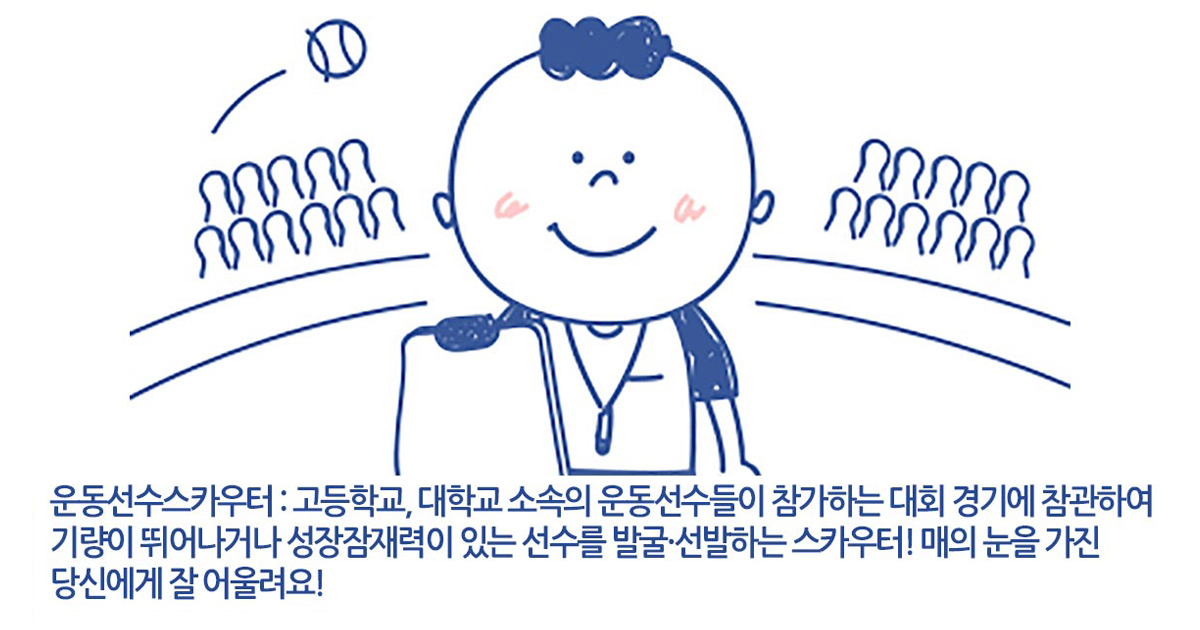 운동선수스카우터 : 고등학교, 대학교 소속의 운동선수들이 참가하는 대회 경기에 참관하여
기량이 뛰어나거나 성장잠재력이 있는 선수를 발굴·선발하는 스카우터! 매의 눈을 가진
당신에게 잘 어울려요!